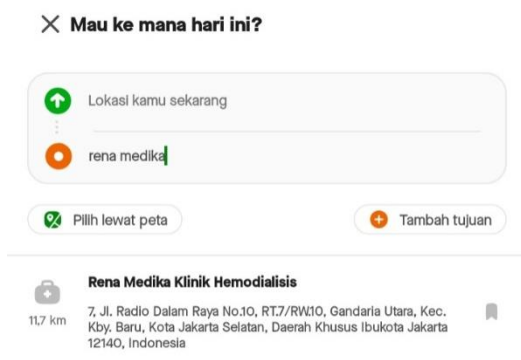 Mau ke mana hari ini?
Lokasi kamu sekarang
rena medika
Pilih lewat peta
Tambah tujuan
Rena Medika Klinik Hemodialisis
11,7 km
7, Jl. Radio Dalam Raya No.10, RT.7/RW.10, Gandaria Utara, Kec.
Kby. Baru, Kota Jakarta Selatan, Daerah Khusus Ibukota Jakarta
12140, Indonesia